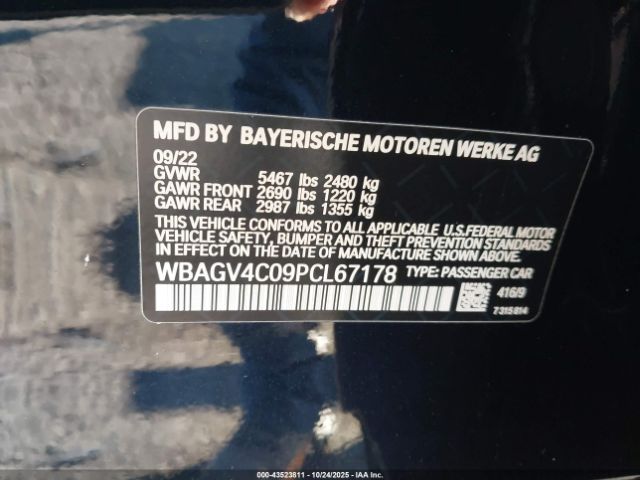 MFD BY BAYERISCHE MOTOREN WERKE AG
09/22
GVWR 5467 lbs 2480 kg
GAWR FRONT 2690 lbs 1220 kg
GAWR REAR 2987 lbs 1355 kg
THIS VEHICLE CONFORMS TO ALL APPLICABLE U.S.FEDERAL MOTOR
VEHICLE SAFETY, BUMPER AND THEFT PREVENTION STANDARDS
IN EFFECT ON THE DATE OF MANUFACTURE SHOWN ABOVE.
WBAGV4C09PCL67178 TYPE: PASSENGER CAR
416/9
7315814
000-43523811 - 10/24/2025 - IAA Inc.